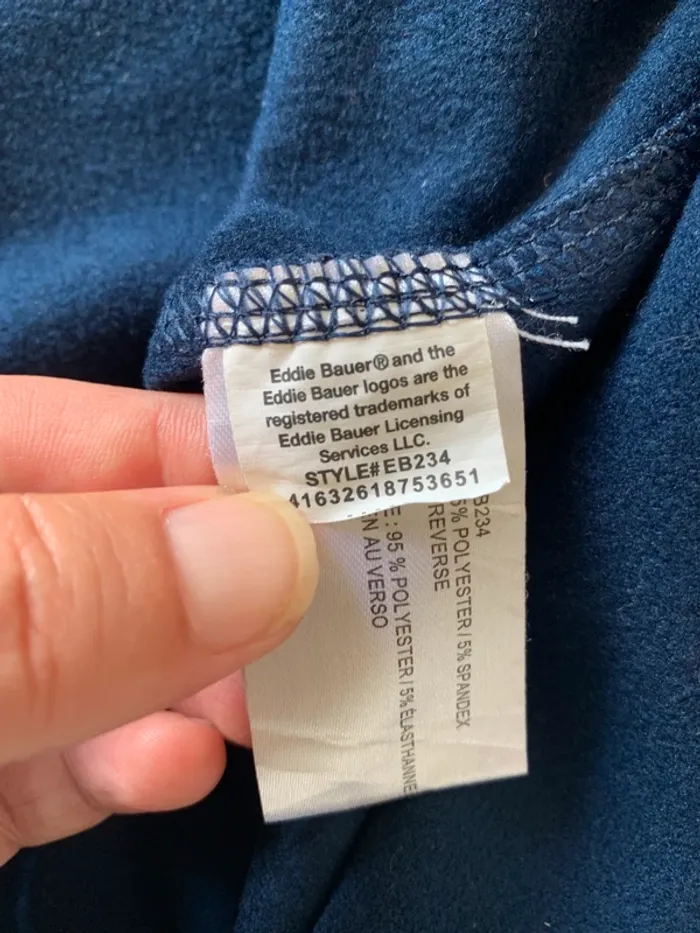 Eddie Bauer® and the
Eddie Bauer logos are the
registered trademarks of
Eddie Bauer Licensing
Services LLC.
STYLE#EB234
41632618753651
B234
5% POLYESTER / 5% SPANDEX
REVERSE
E : 95 % POLYESTER / 5% ÉLASTHANNE
N AU VERSO